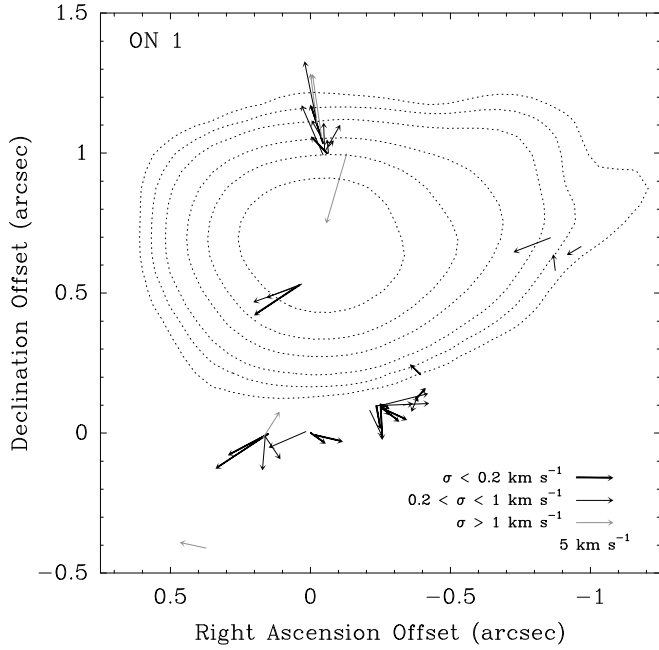 1.5
ON 1
1
0.5
0
−0.5
Declination Offset (arcsec)
σ < 0.2 km s⁻¹
0.2 < σ < 1 km s⁻¹
σ > 1 km s⁻¹
5 km s⁻¹
0.5 0 −0.5 −1
Right Ascension Offset (arcsec)